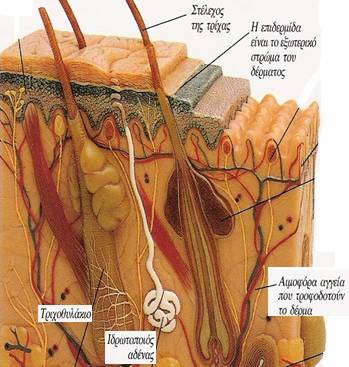 Στέλεχος
της τρίχας
Η επιδερμίδα
είναι το εξωτερικό
στρώμα του
δέρματος
Αιμοφόρα αγγεία
που τροφοδοτούν
το δέρμα
Τριχοθυλάκιο
Ιδρωτοποιός
αδένας